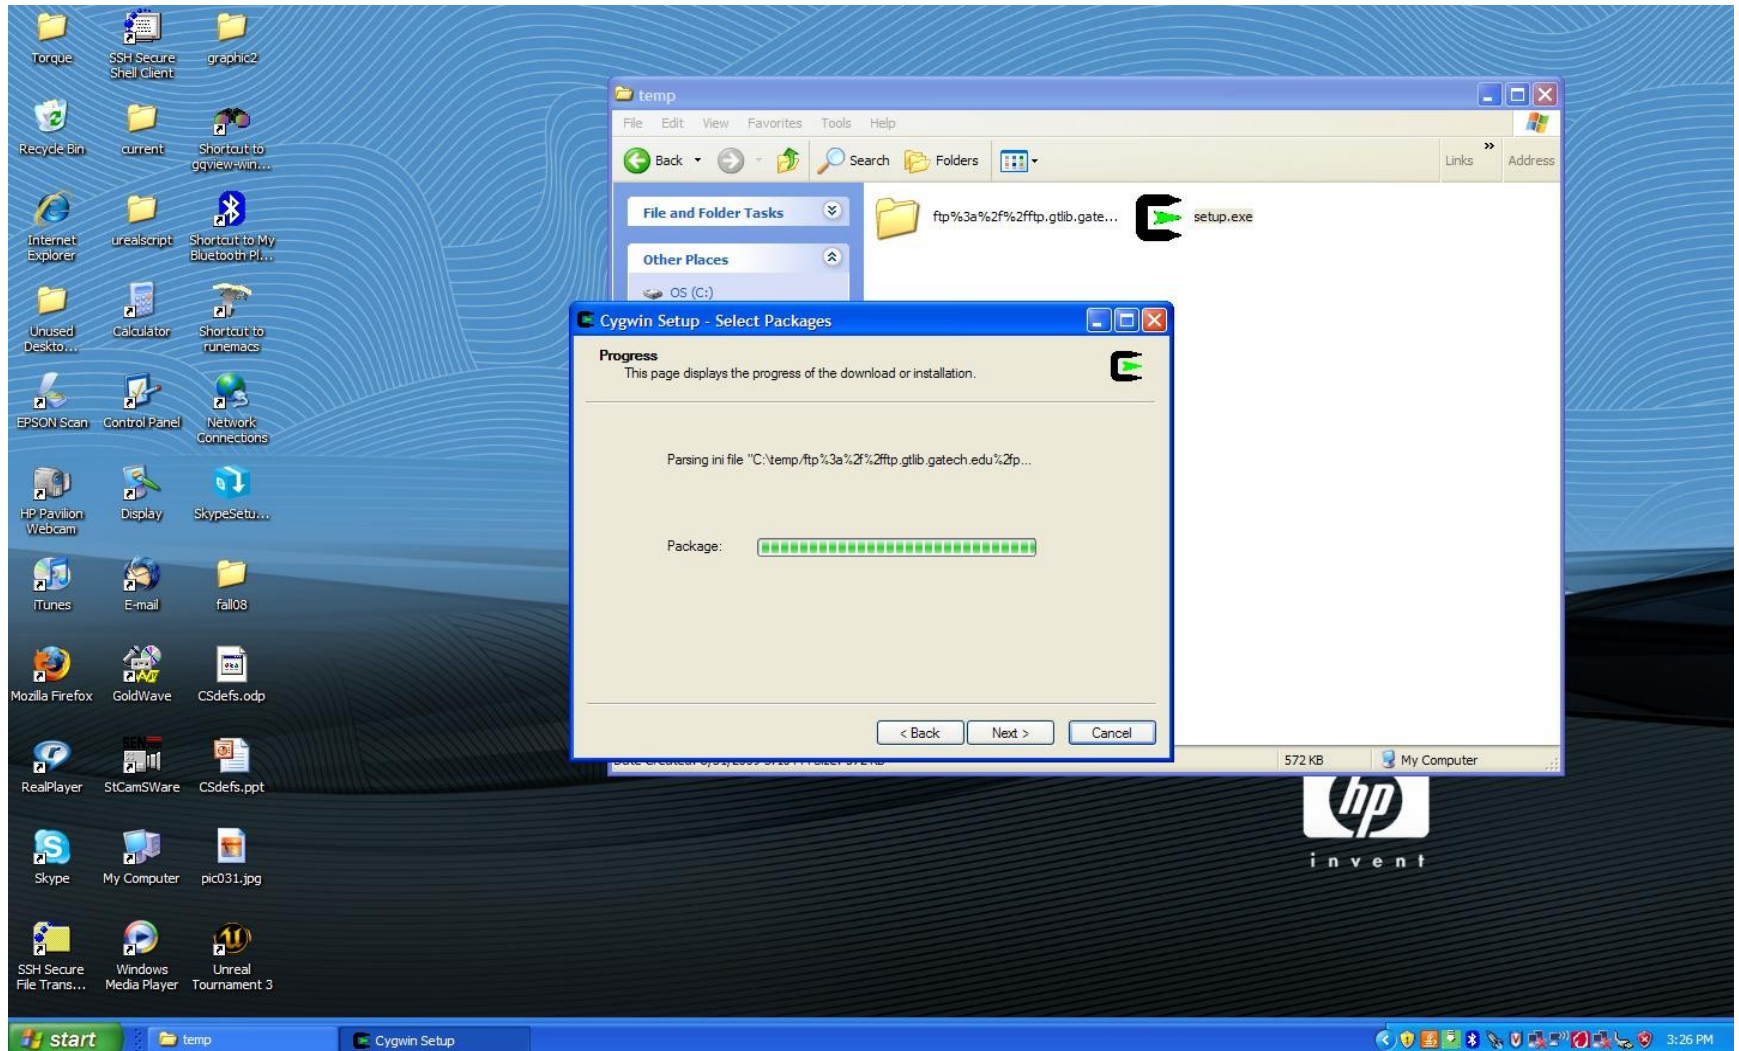 Torque
SSH Secure
Shell Client
graphic2
Recycle Bin
current
Shortcut to
gqview-win...
Internet
Explorer
urealscript
Shortcut to My
Bluetooth Pl...
Unused
Deskto...
Calculator
Shortcut to
runemacs
EPSON Scan
Control Panel
Network
Connections
HP Pavilion
Webcam
Display
SkypeSetu...
iTunes
E-mail
fall08
Mozilla Firefox
GoldWave
CSdefs.odp
RealPlayer
StCamSWare
CSdefs.ppt
Skype
My Computer
pic031.jpg
SSH Secure
File Trans...
Windows
Media Player
Unreal
Tournament 3
temp
File Edit View Favorites Tools Help
Back Search Folders Links » Address
File and Folder Tasks
ftp%3a%2f%2fftp.gtlib.gate...
setup.exe
Other Places
OS (C:)
Cygwin Setup - Select Packages
Progress
This page displays the progress of the download or installation.
Parsing ini file "C:\temp/ftp%3a%2f%2fftp.gtlib.gatech.edu%2fp...
Package:
< Back Next > Cancel
572 KB My Computer
hp
invent
start temp Cygwin Setup 3:26 PM